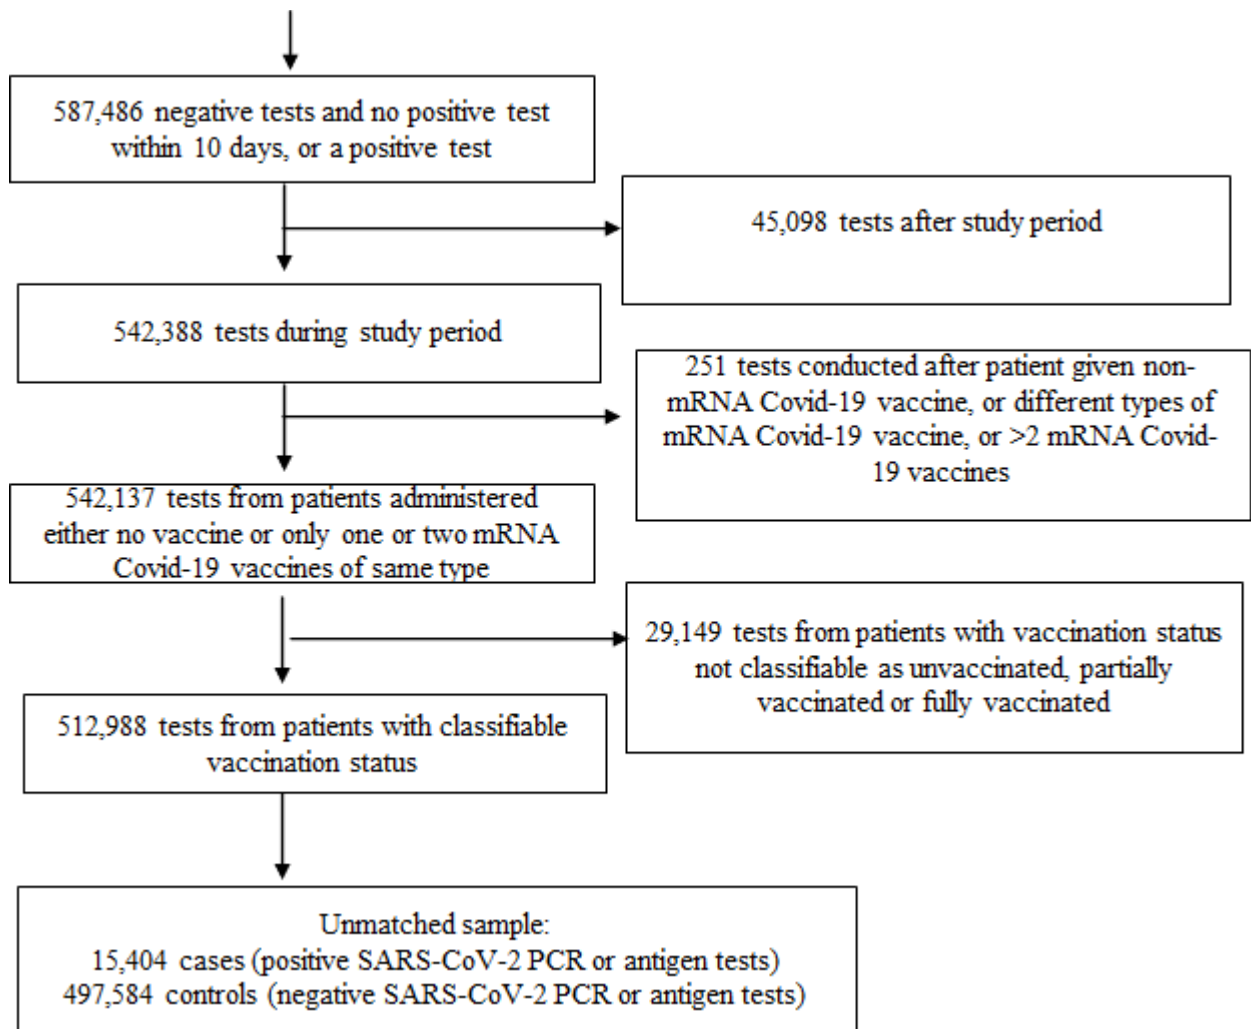 587,486 negative tests and no positive test
within 10 days, or a positive test
45,098 tests after study period
542,388 tests during study period
251 tests conducted after patient given non-
mRNA Covid-19 vaccine, or different types of
mRNA Covid-19 vaccine, or >2 mRNA Covid-
19 vaccines
542,137 tests from patients administered
either no vaccine or only one or two mRNA
Covid-19 vaccines of same type
29,149 tests from patients with vaccination status
not classifiable as unvaccinated, partially
vaccinated or fully vaccinated
512,988 tests from patients with classifiable
vaccination status
Unmatched sample:
15,404 cases (positive SARS-CoV-2 PCR or antigen tests)
497,584 controls (negative SARS-CoV-2 PCR or antigen tests)